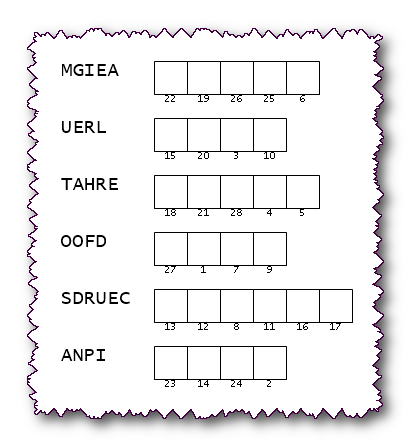 MGIEA
22 19 26 25 6
UERL
15 20 3 10
TAHRE
18 21 28 4 5
OOFD
27 1 7 9
SDRUEC
13 12 8 11 16 17
ANPI
23 14 24 2